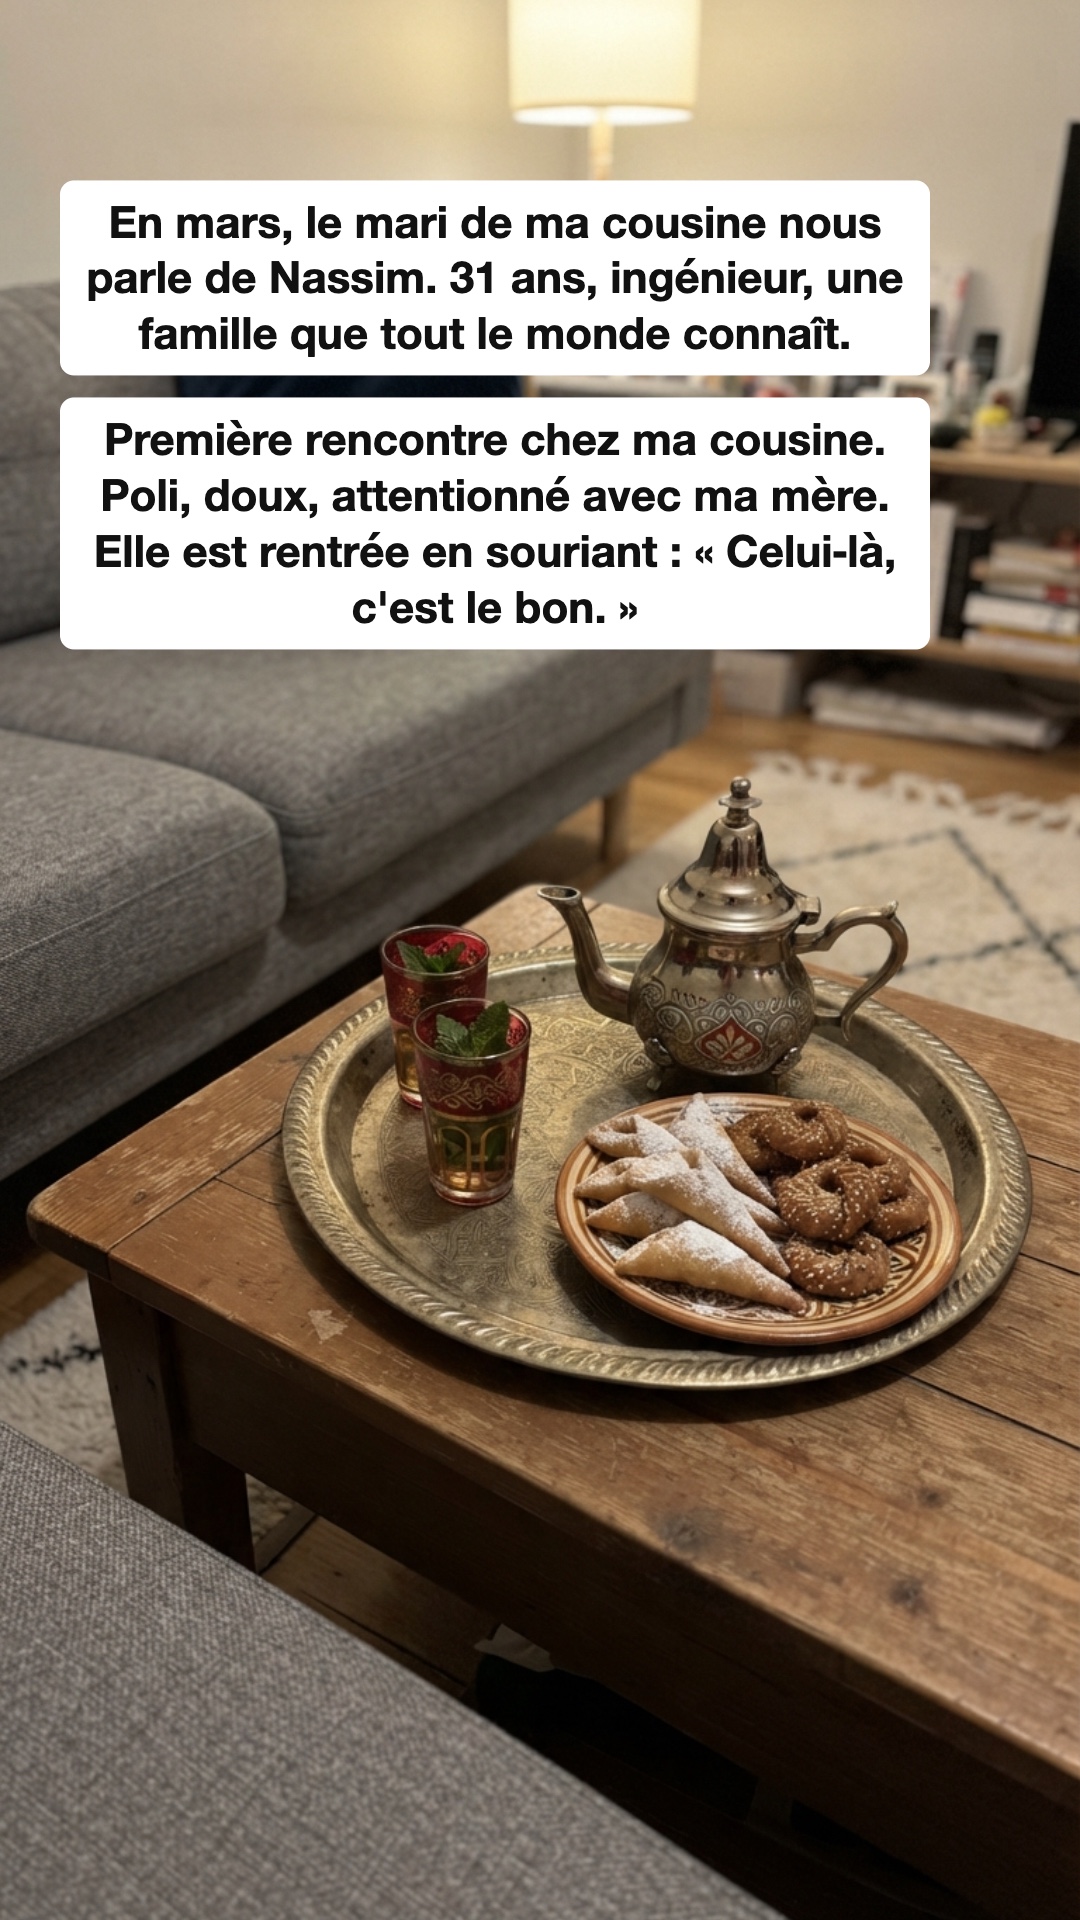 En mars, le mari de ma cousine nous
parle de Nassim. 31 ans, ingénieur, une
famille que tout le monde connaît.
Première rencontre chez ma cousine.
Poli, doux, attentionné avec ma mère.
Elle est rentrée en souriant : « Celui-là,
c'est le bon. »